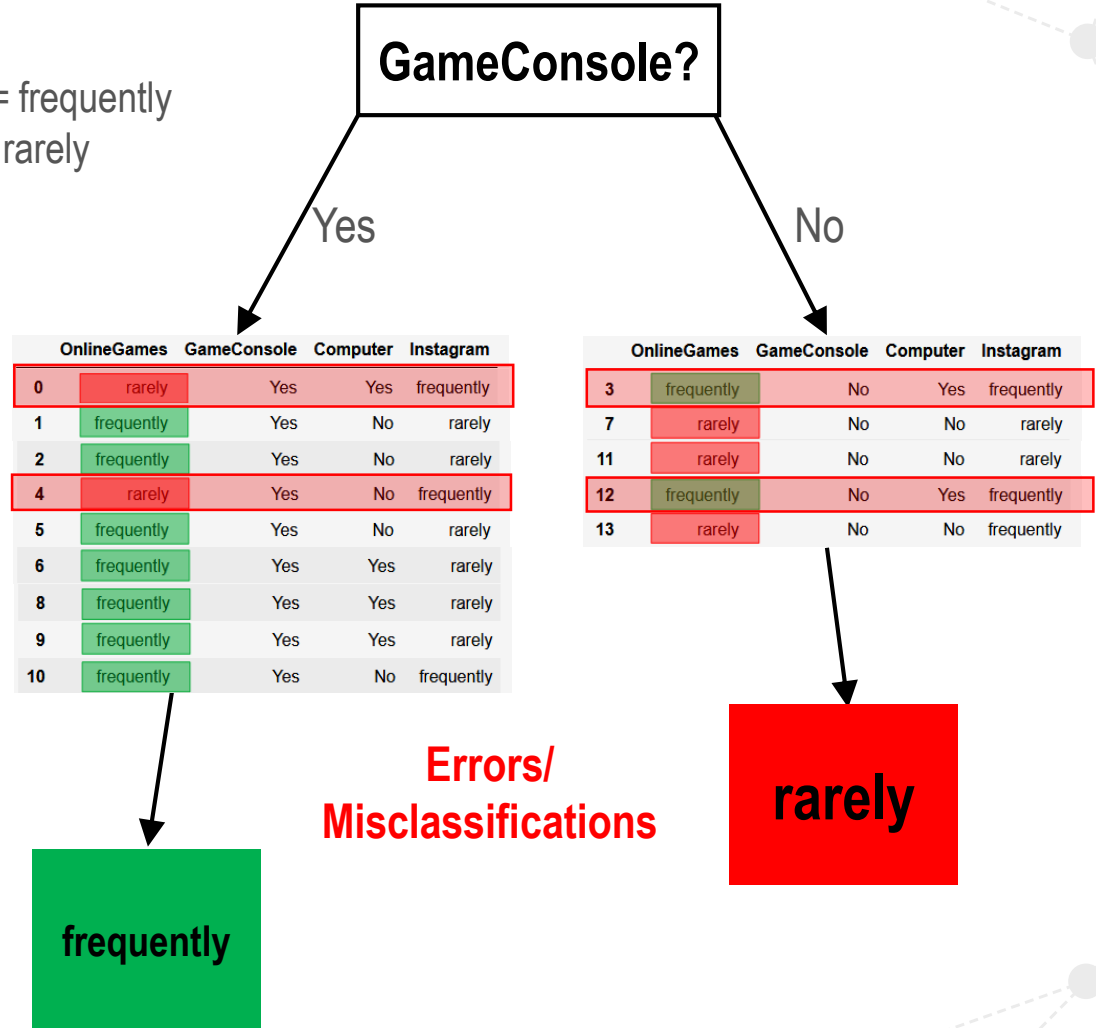 GameConsole?
= frequently
rarely
Yes
No
OnlineGames GameConsole Computer Instagram
0 rarely Yes Yes frequently
1 frequently Yes No rarely
2 frequently Yes No rarely
4 rarely Yes No frequently
5 frequently Yes No rarely
6 frequently Yes Yes rarely
8 frequently Yes Yes rarely
9 frequently Yes Yes rarely
10 frequently Yes No frequently
OnlineGames GameConsole Computer Instagram
3 frequently No Yes frequently
7 rarely No No rarely
11 rarely No No rarely
12 frequently No Yes frequently
13 rarely No No frequently
Errors/
Misclassifications
rarely
frequently